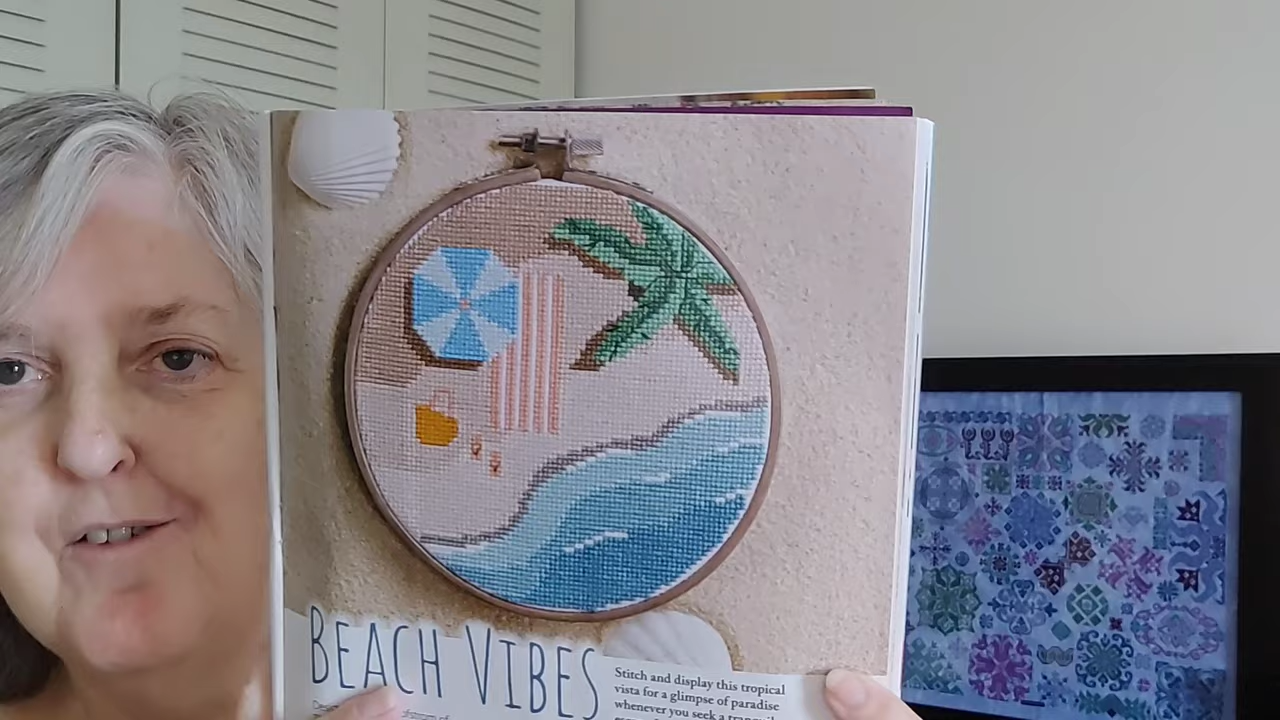 BEACH VIBES
Stitch and display this tropical
vista for a glimpse of paradise
whenever you seek a tranquil